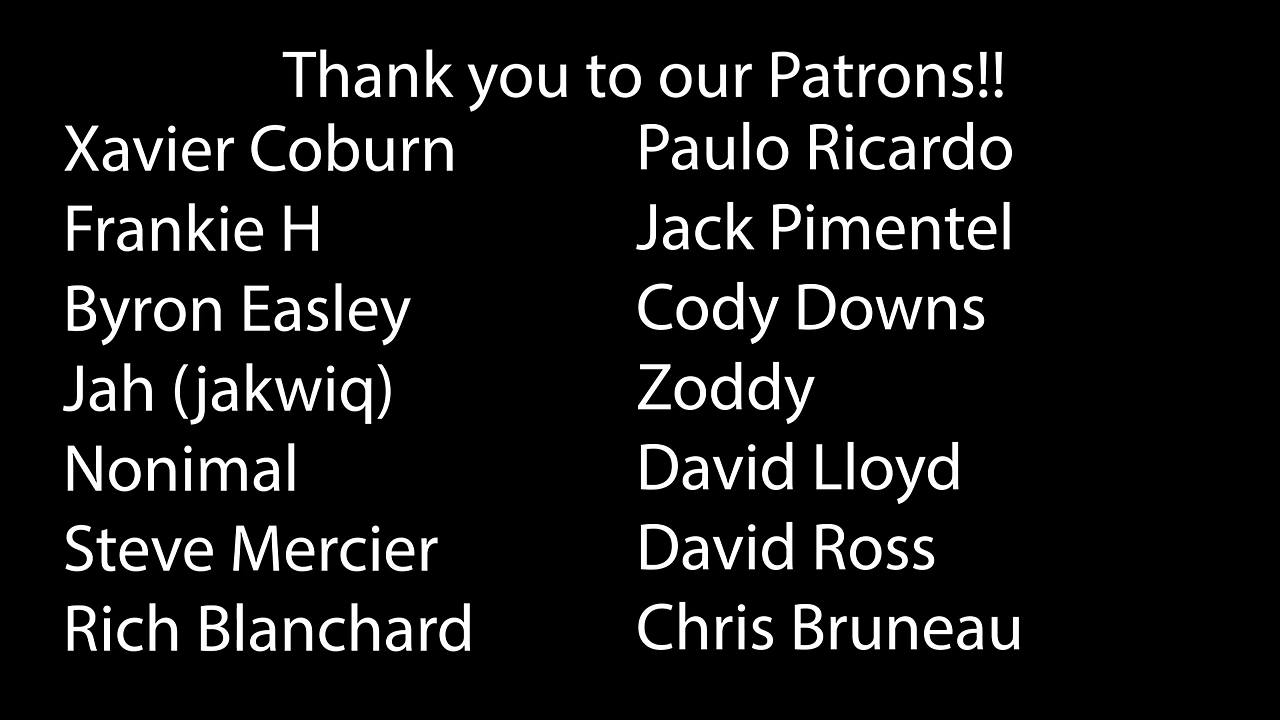 Thank you to our Patrons!!
Xavier Coburn
Frankie H
Byron Easley
Jah (jakwiq)
Nonimal
Steve Mercier
Rich Blanchard
Paulo Ricardo
Jack Pimentel
Cody Downs
Zoddy
David Lloyd
David Ross
Chris Bruneau